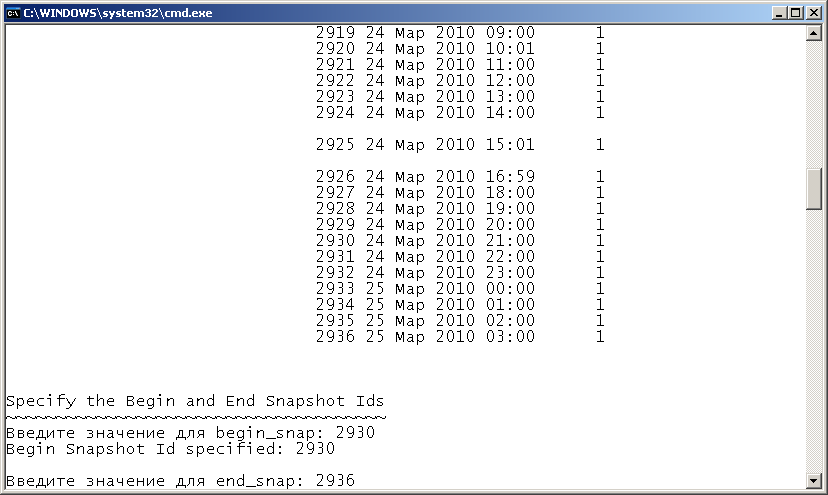 C:\WINDOWS\system32\cmd.exe
2919 24 Мар 2010 09:00 1
2920 24 Мар 2010 10:01 1
2921 24 Мар 2010 11:00 1
2922 24 Мар 2010 12:00 1
2923 24 Мар 2010 13:00 1
2924 24 Мар 2010 14:00 1
2925 24 Мар 2010 15:01 1
2926 24 Мар 2010 16:59 1
2927 24 Мар 2010 18:00 1
2928 24 Мар 2010 19:00 1
2929 24 Мар 2010 20:00 1
2930 24 Мар 2010 21:00 1
2931 24 Мар 2010 22:00 1
2932 24 Мар 2010 23:00 1
2933 25 Мар 2010 00:00 1
2934 25 Мар 2010 01:00 1
2935 25 Мар 2010 02:00 1
2936 25 Мар 2010 03:00 1
Specify the Begin and End Snapshot Ids
~~~~~~~~~~~~~~~~~~~~~~~~~~~~~~~~~~~~~~
Введите значение для begin_snap: 2930
Begin Snapshot Id specified: 2930
Введите значение для end_snap: 2936